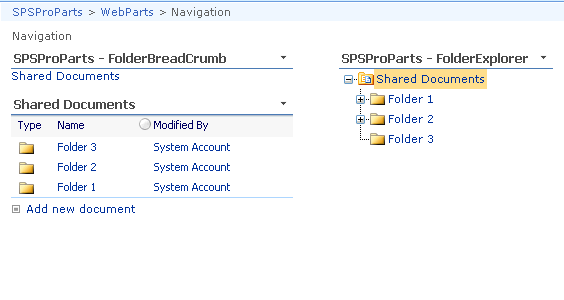 SPSProParts > WebParts > Navigation
Navigation
SPSProParts - FolderBreadCrumb
Shared Documents
Shared Documents
Type Name Modified By
Folder 3 System Account
Folder 2 System Account
Folder 1 System Account
Add new document
SPSProParts - FolderExplorer
Shared Documents
Folder 1
Folder 2
Folder 3